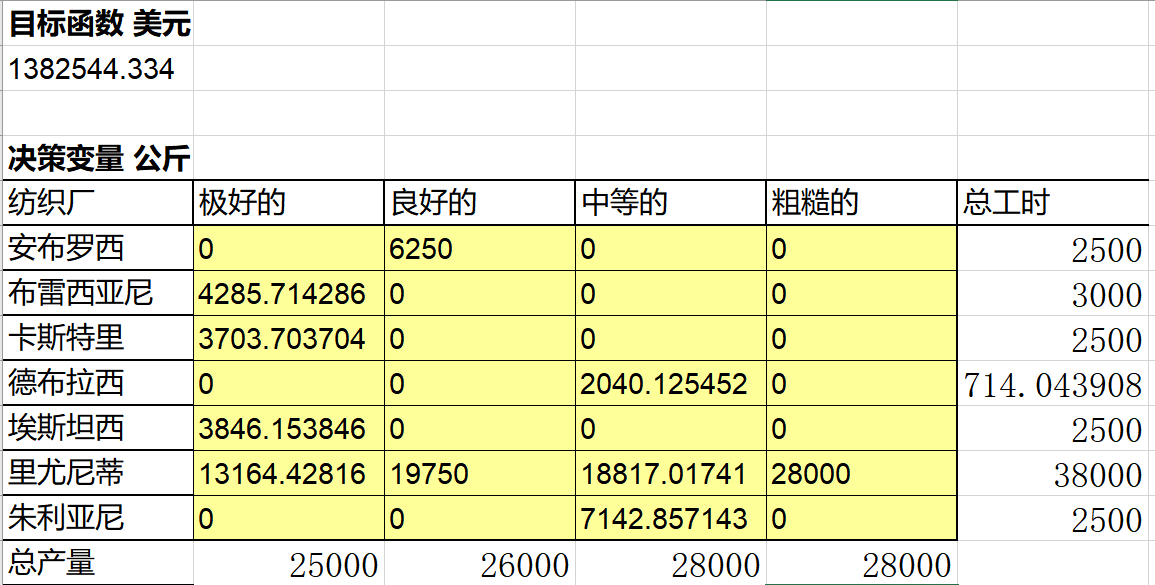 目标函数 美元
1382544.334
决策变量 公斤
纺织厂 极好的 良好的 中等的 粗糙的 总工时
安布罗西 0 6250 0 0 2500
布雷西亚尼 4285.714286 0 0 0 3000
卡斯特里 3703.703704 0 0 0 2500
德布拉西 0 0 2040.125452 0 714.043908
埃斯坦西 3846.153846 0 0 0 2500
里尤尼蒂 13164.42816 19750 18817.01741 28000 38000
朱利亚尼 0 0 7142.857143 0 2500
总产量 25000 26000 28000 28000